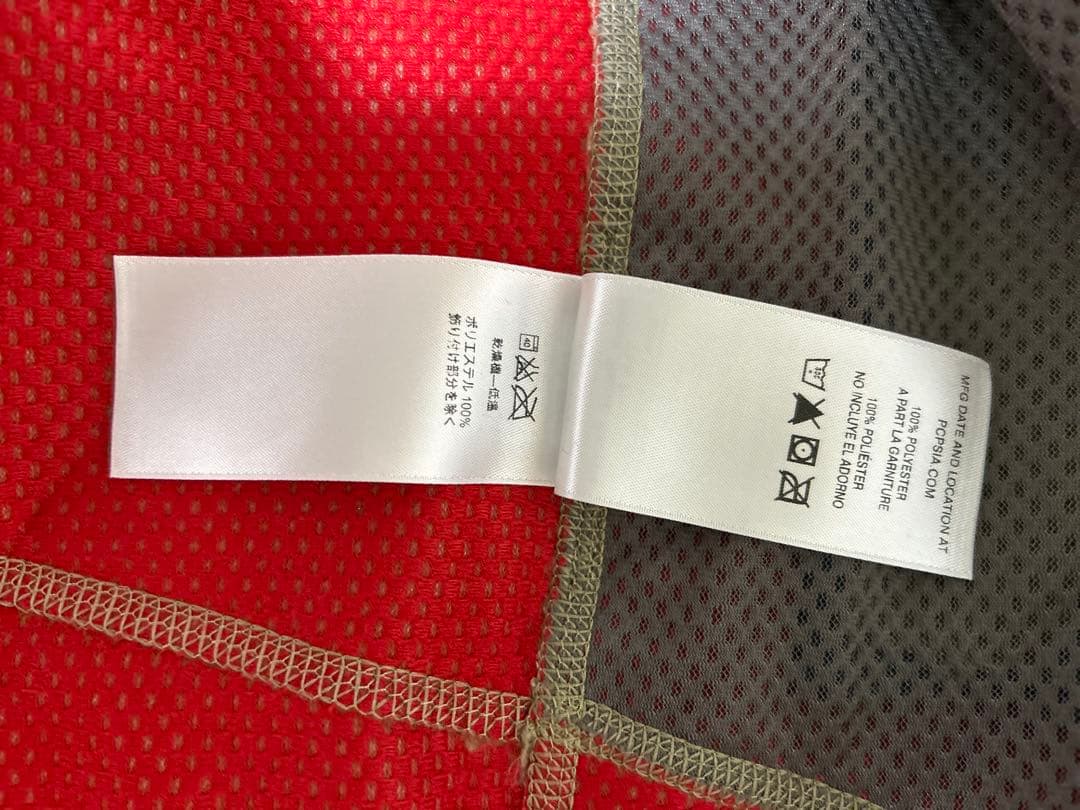 MFG DATE AND LOCATION AT
PCPSIA.COM
100% POLYESTER
A PART LA GARNITURE
100% POLIÉSTER
NO INCLUYE EL ADORNO
40
乾燥機—低温
ポリエステル 100%
飾り付け部分を除く